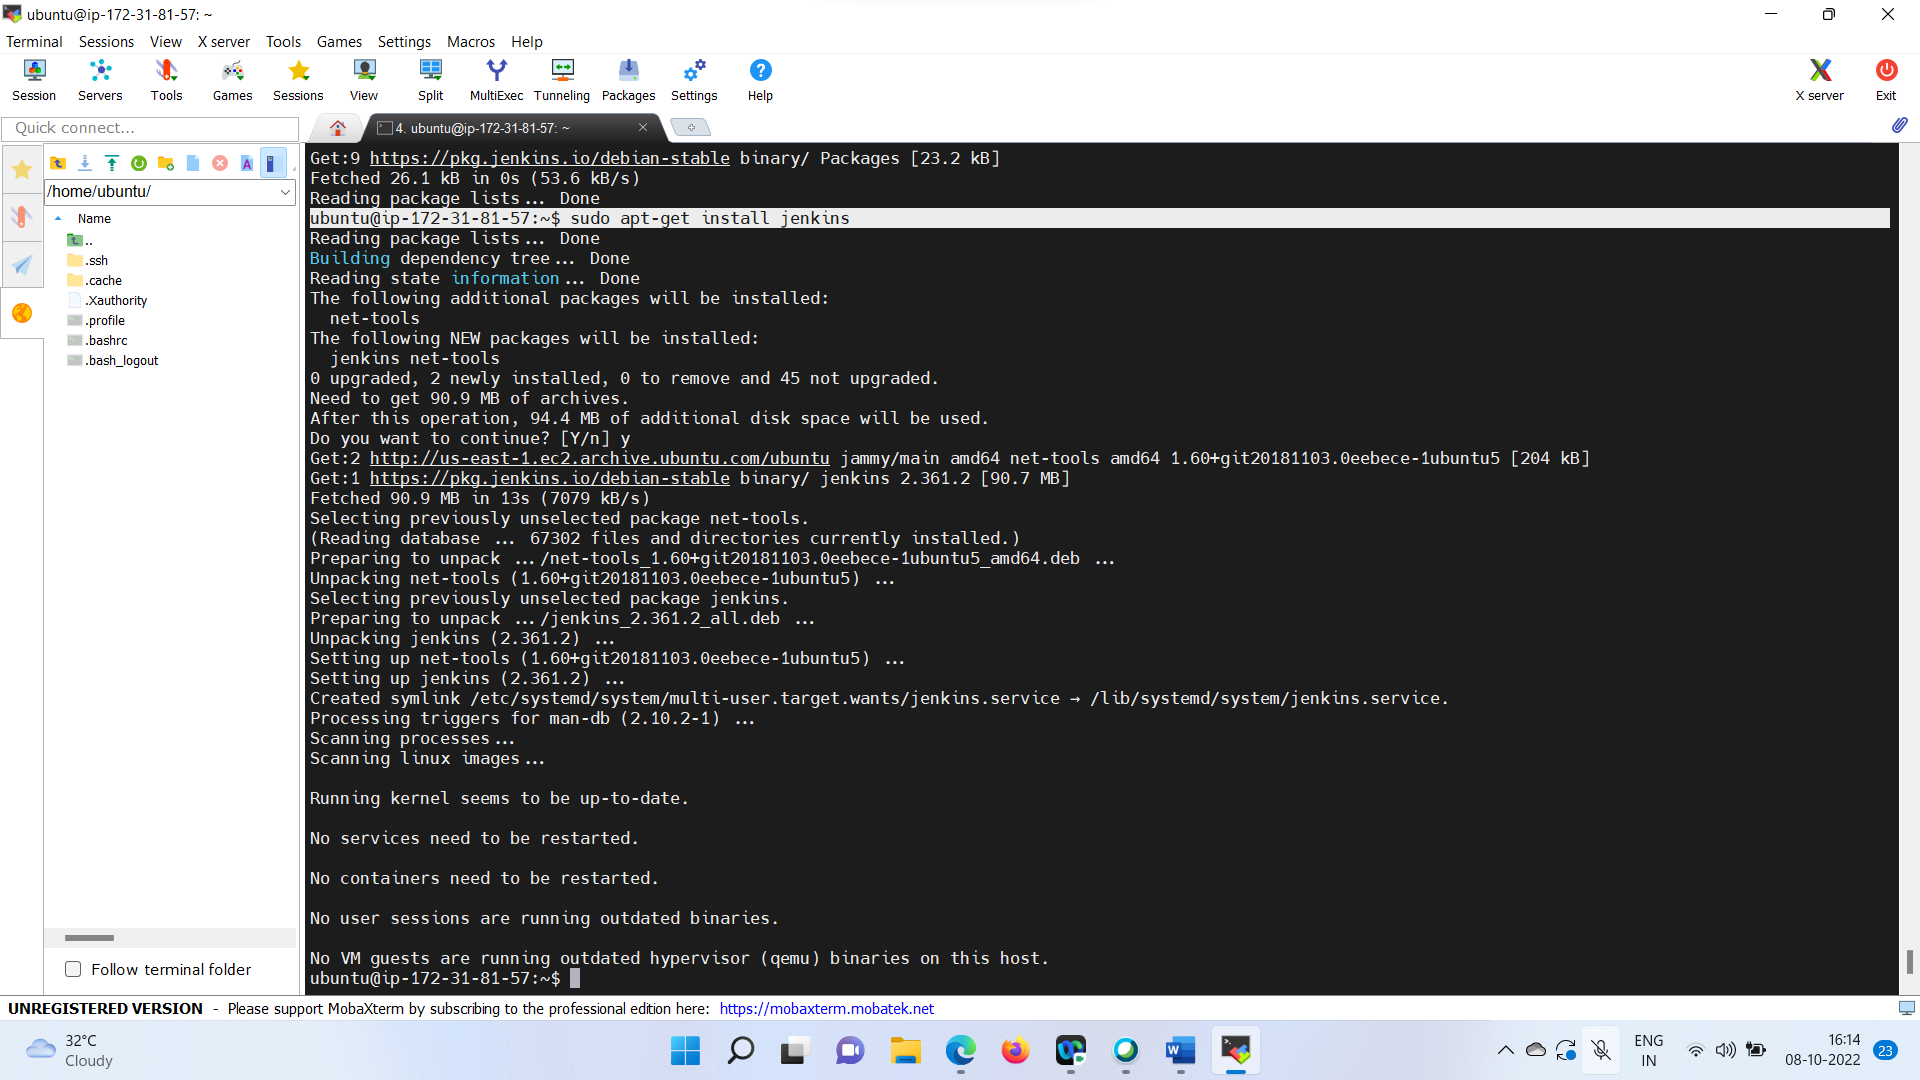 ubuntu@ip-172-31-81-57: ~
Terminal Sessions View X server Tools Games Settings Macros Help
Session Servers Tools Games Sessions View Split MultiExec Tunneling Packages Settings Help X server Exit
Quick connect...
4. ubuntu@ip-172-31-81-57: ~
/home/ubuntu/
Name
..
.ssh
.cache
.Xauthority
.profile
.bashrc
.bash_logout
Follow terminal folder
Get:9 https://pkg.jenkins.io/debian-stable binary/ Packages [23.2 kB]
Fetched 26.1 kB in 0s (53.6 kB/s)
Reading package lists... Done
ubuntu@ip-172-31-81-57:~$ sudo apt-get install jenkins
Reading package lists... Done
Building dependency tree... Done
Reading state information... Done
The following additional packages will be installed:
net-tools
The following NEW packages will be installed:
jenkins net-tools
0 upgraded, 2 newly installed, 0 to remove and 45 not upgraded.
Need to get 90.9 MB of archives.
After this operation, 94.4 MB of additional disk space will be used.
Do you want to continue? [Y/n] y
Get:2 http://us-east-1.ec2.archive.ubuntu.com/ubuntu jammy/main amd64 net-tools amd64 1.60+git20181103.0eebece-1ubuntu5 [204 kB]
Get:1 https://pkg.jenkins.io/debian-stable binary/ jenkins 2.361.2 [90.7 MB]
Fetched 90.9 MB in 13s (7079 kB/s)
Selecting previously unselected package net-tools.
(Reading database ... 67302 files and directories currently installed.)
Preparing to unpack .../net-tools_1.60+git20181103.0eebece-1ubuntu5_amd64.deb ...
Unpacking net-tools (1.60+git20181103.0eebece-1ubuntu5) ...
Selecting previously unselected package jenkins.
Preparing to unpack .../jenkins_2.361.2_all.deb ...
Unpacking jenkins (2.361.2) ...
Setting up net-tools (1.60+git20181103.0eebece-1ubuntu5) ...
Setting up jenkins (2.361.2) ...
Created symlink /etc/systemd/system/multi-user.target.wants/jenkins.service → /lib/systemd/system/jenkins.service.
Processing triggers for man-db (2.10.2-1) ...
Scanning processes...
Scanning linux images...
Running kernel seems to be up-to-date.
No services need to be restarted.
No containers need to be restarted.
No user sessions are running outdated binaries.
No VM guests are running outdated hypervisor (qemu) binaries on this host.
ubuntu@ip-172-31-81-57:~$
UNREGISTERED VERSION - Please support MobaXterm by subscribing to the professional edition here: https://mobaxterm.mobatek.net
32°C
Cloudy
ENG
IN
16:14
08-10-2022
23